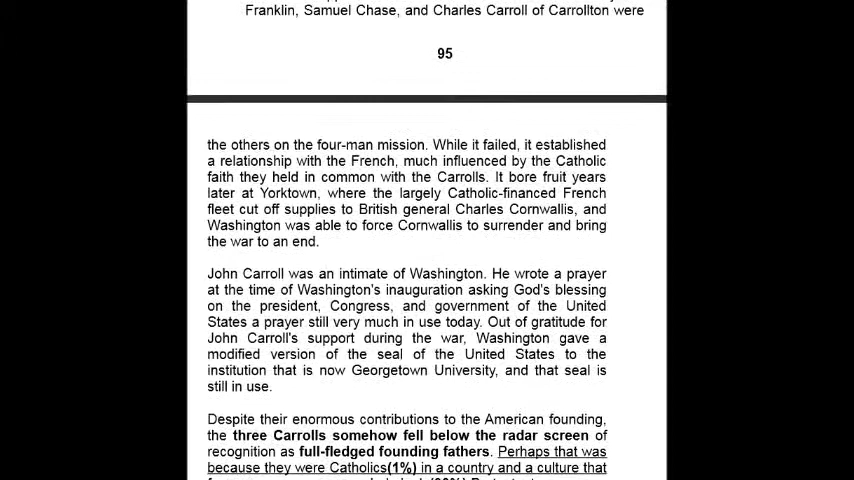 Franklin, Samuel Chase, and Charles Carroll of Carrollton were
95
the others on the four-man mission. While it failed, it established
a relationship with the French, much influenced by the Catholic
faith they held in common with the Carrolls. It bore fruit years
later at Yorktown, where the largely Catholic-financed French
fleet cut off supplies to British general Charles Cornwallis, and
Washington was able to force Cornwallis to surrender and bring
the war to an end.
John Carroll was an intimate of Washington. He wrote a prayer
at the time of Washington's inauguration asking God's blessing
on the president, Congress, and government of the United
States a prayer still very much in use today. Out of gratitude for
John Carroll's support during the war, Washington gave a
modified version of the seal of the United States to the
institution that is now Georgetown University, and that seal is
still in use.
Despite their enormous contributions to the American founding,
the three Carrolls somehow fell below the radar screen of
recognition as full-fledged founding fathers. Perhaps that was
because they were Catholics(1%) in a country and a culture that